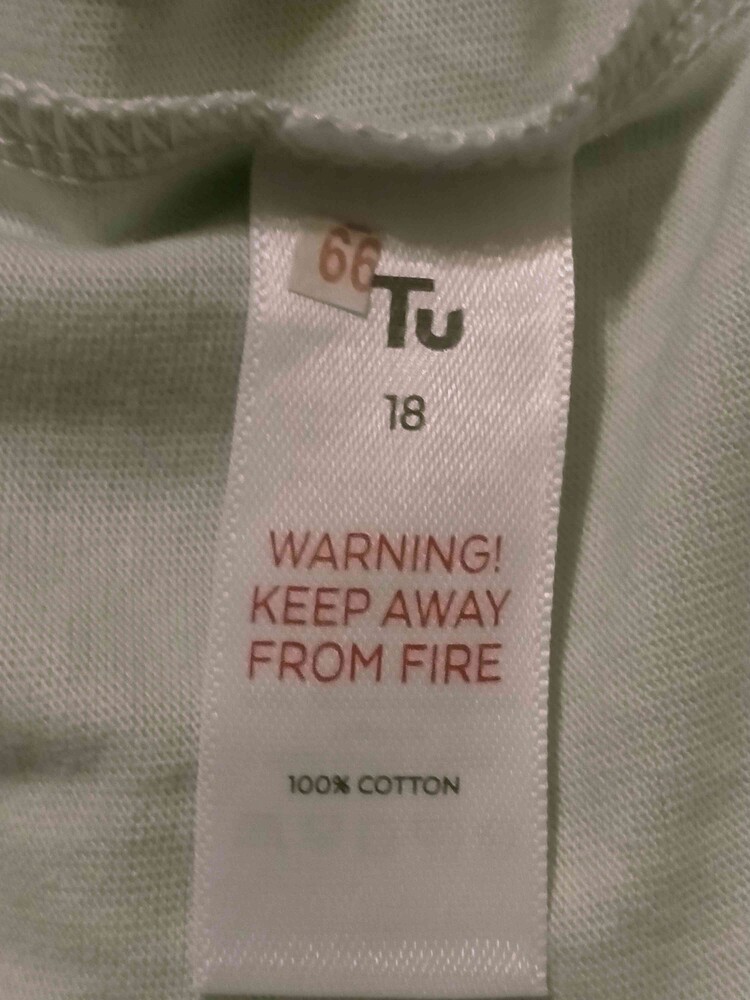 66
Tu
18
WARNING!
KEEP AWAY
FROM FIRE
100% COTTON